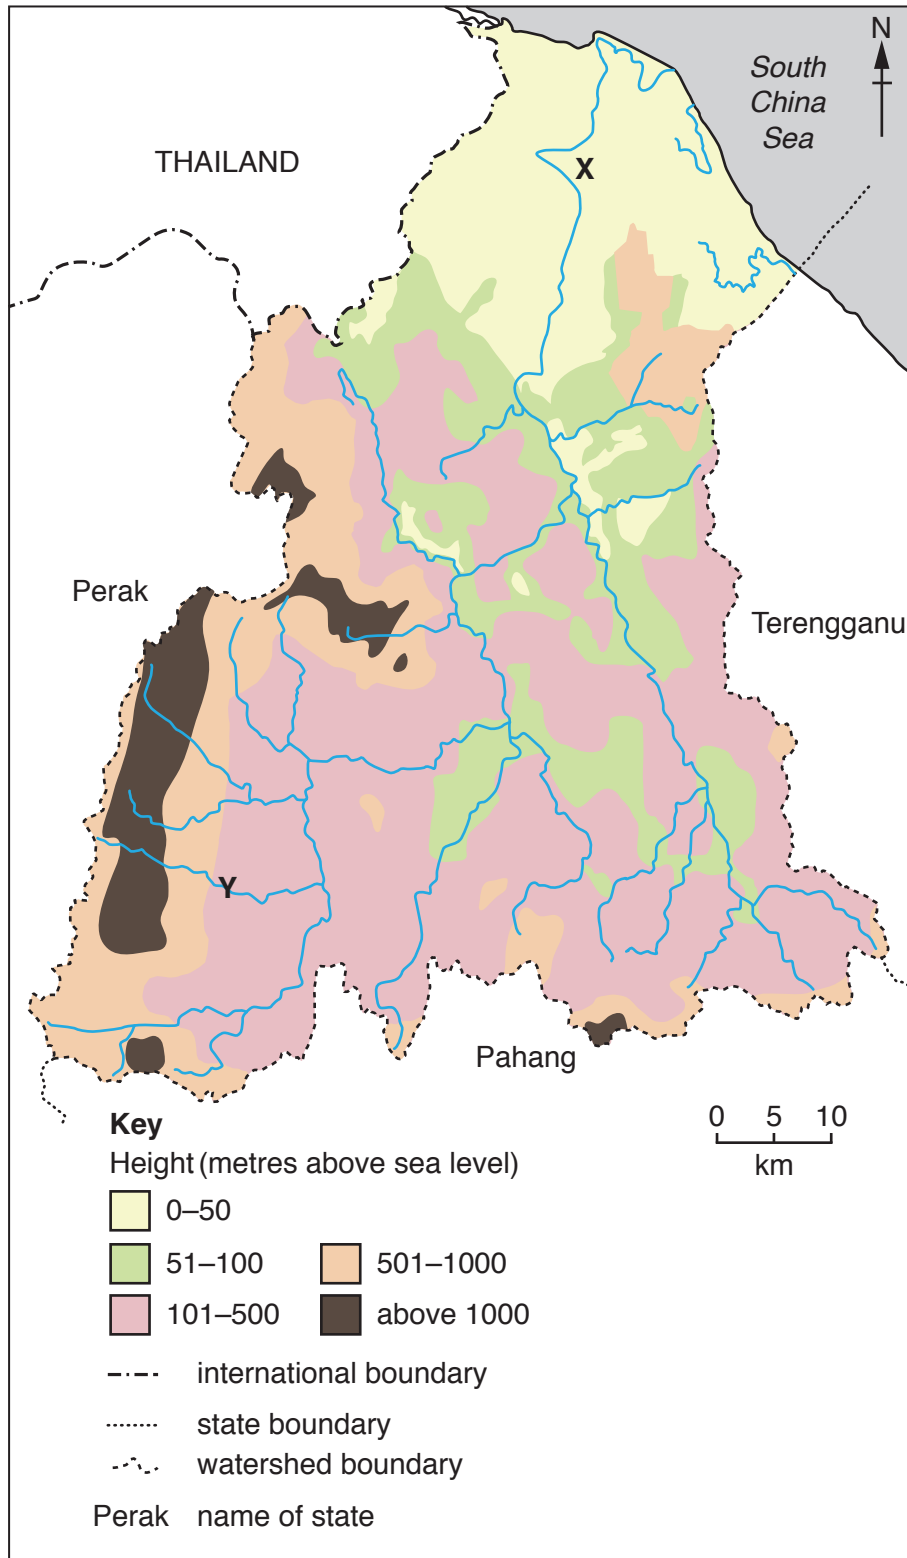 N
South
China
Sea
THAILAND
X
Perak
Terengganu
Y
Pahang
Key
0 5 10
km
Height (metres above sea level)
0–50
51–100
501–1000
101–500
above 1000
international boundary
state boundary
watershed boundary
Perak name of state